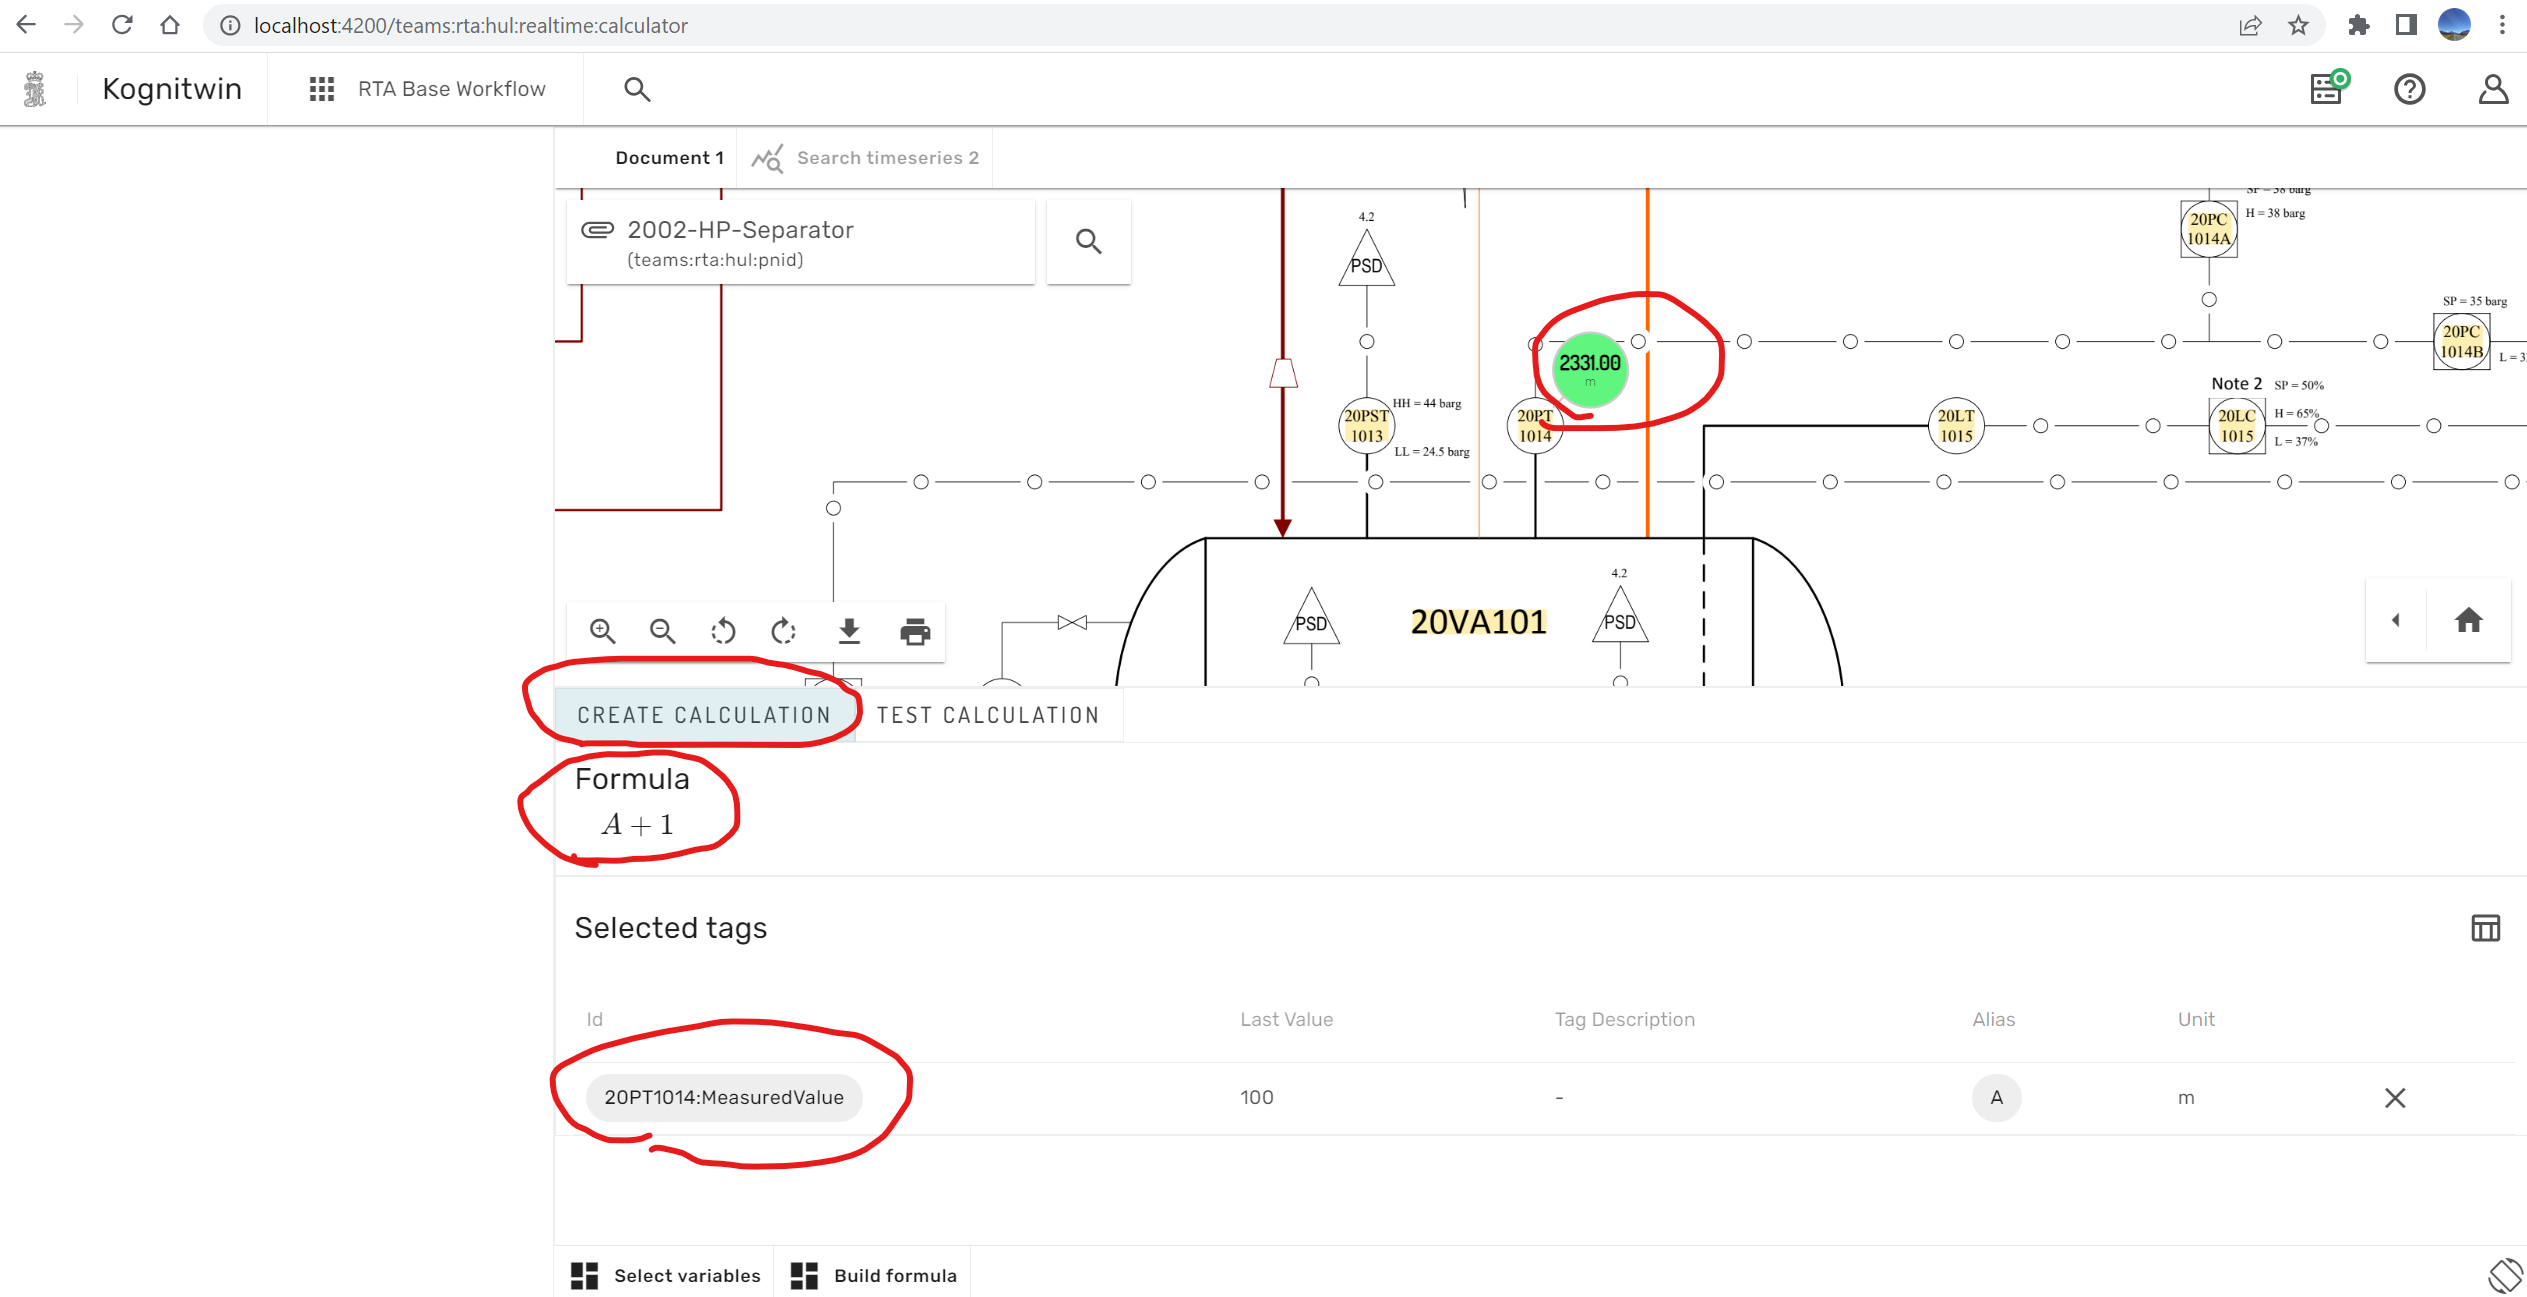 localhost:4200/teams:rta:hul:realtime:calculator
Kognitwin
RTA Base Workflow
Document 1
Search timeseries 2
2002-HP-Separator
(teams:rta:hul:pnid)
4.2
PSD
SP = 38 barg
H = 38 barg
20PC
1014A
SP = 35 barg
20PC
1014B
L = 3
2331.00
m
Note 2
SP = 50%
H = 65%
L = 37%
HH = 44 barg
20PST
1013
LL = 24.5 barg
20PT
1014
20LT
1015
20LC
1015
4.2
PSD
20VA101
PSD
CREATE CALCULATION
TEST CALCULATION
Formula
A + 1
Selected tags
Id
Last Value
Tag Description
Alias
Unit
20PT1014:MeasuredValue
100
-
A
m
Select variables
Build formula